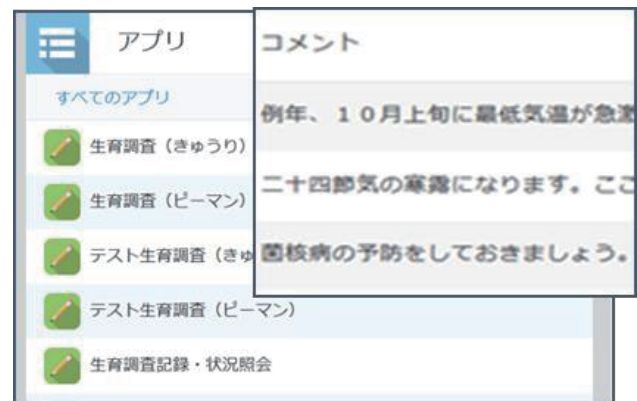 アプリ
すべてのアプリ
生育調査（きゅうり）
生育調査（ピーマン）
テスト生育調査（きゅ
テスト生育調査（ピーマン）
生育調査記録・状況照会
コメント
例年、１０月上旬に最低気温が急激
二十四節気の寒露になります。ここ
菌核病の予防をしておきましょう。